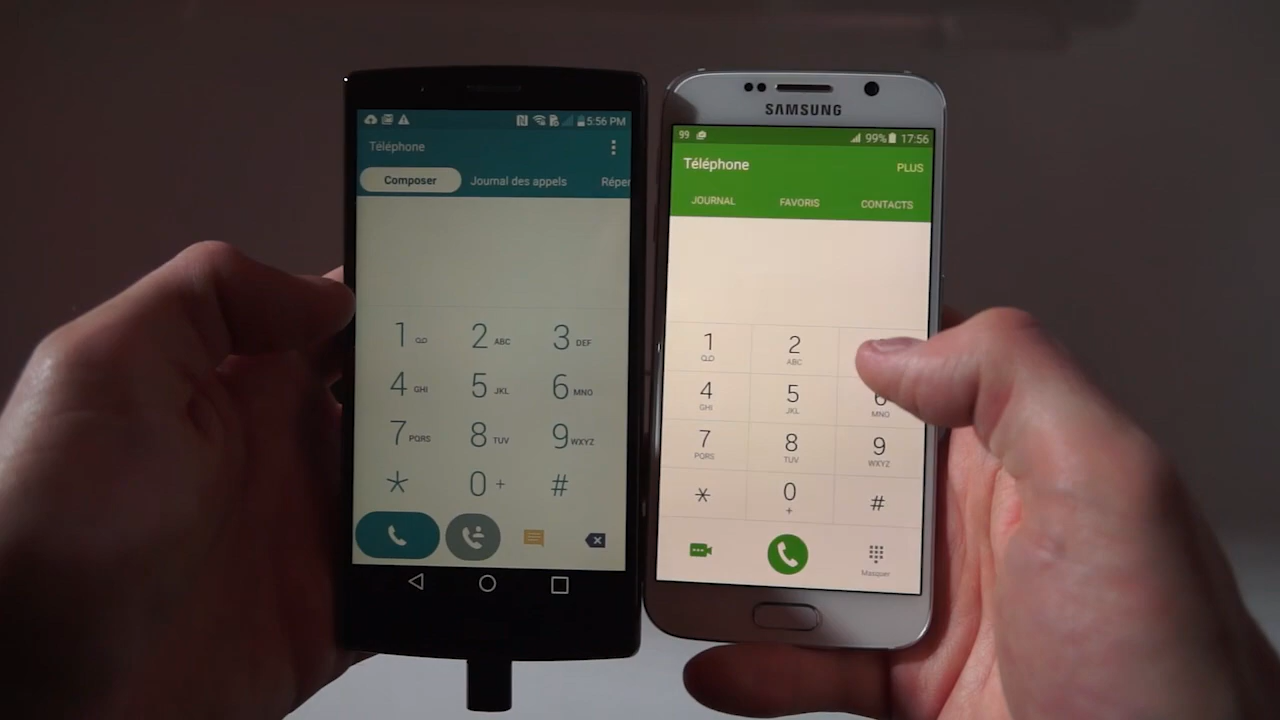 5:56 PM
Téléphone
Composer
Journal des appels
Réper
1
2 ABC
3 DEF
4 GHI
5 JKL
6 MNO
7 PQRS
8 TUV
9 WXYZ
*
0 +
#
SAMSUNG
99
99%
17:56
Téléphone
PLUS
JOURNAL
FAVORIS
CONTACTS
1
2
ABC
4
GHI
5
JKL
6
MNO
7
PQRS
8
TUV
9
WXYZ
*
0
+
#
Masquer